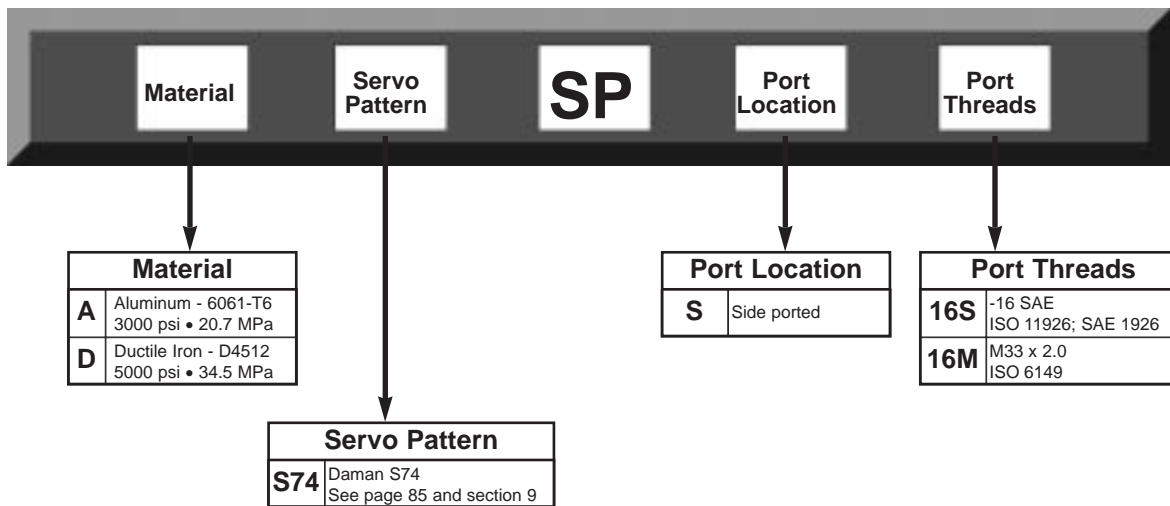 Material
Servo
Pattern
SP
Port
Location
Port
Threads
Material
A
Aluminum - 6061-T6
3000 psi • 20.7 MPa
D
Ductile Iron - D4512
5000 psi • 34.5 MPa
Port Location
S
Side ported
Port Threads
16S
-16 SAE
ISO 11926; SAE 1926
16M
M33 x 2.0
ISO 6149
Servo Pattern
S74
Daman S74
See page 85 and section 9